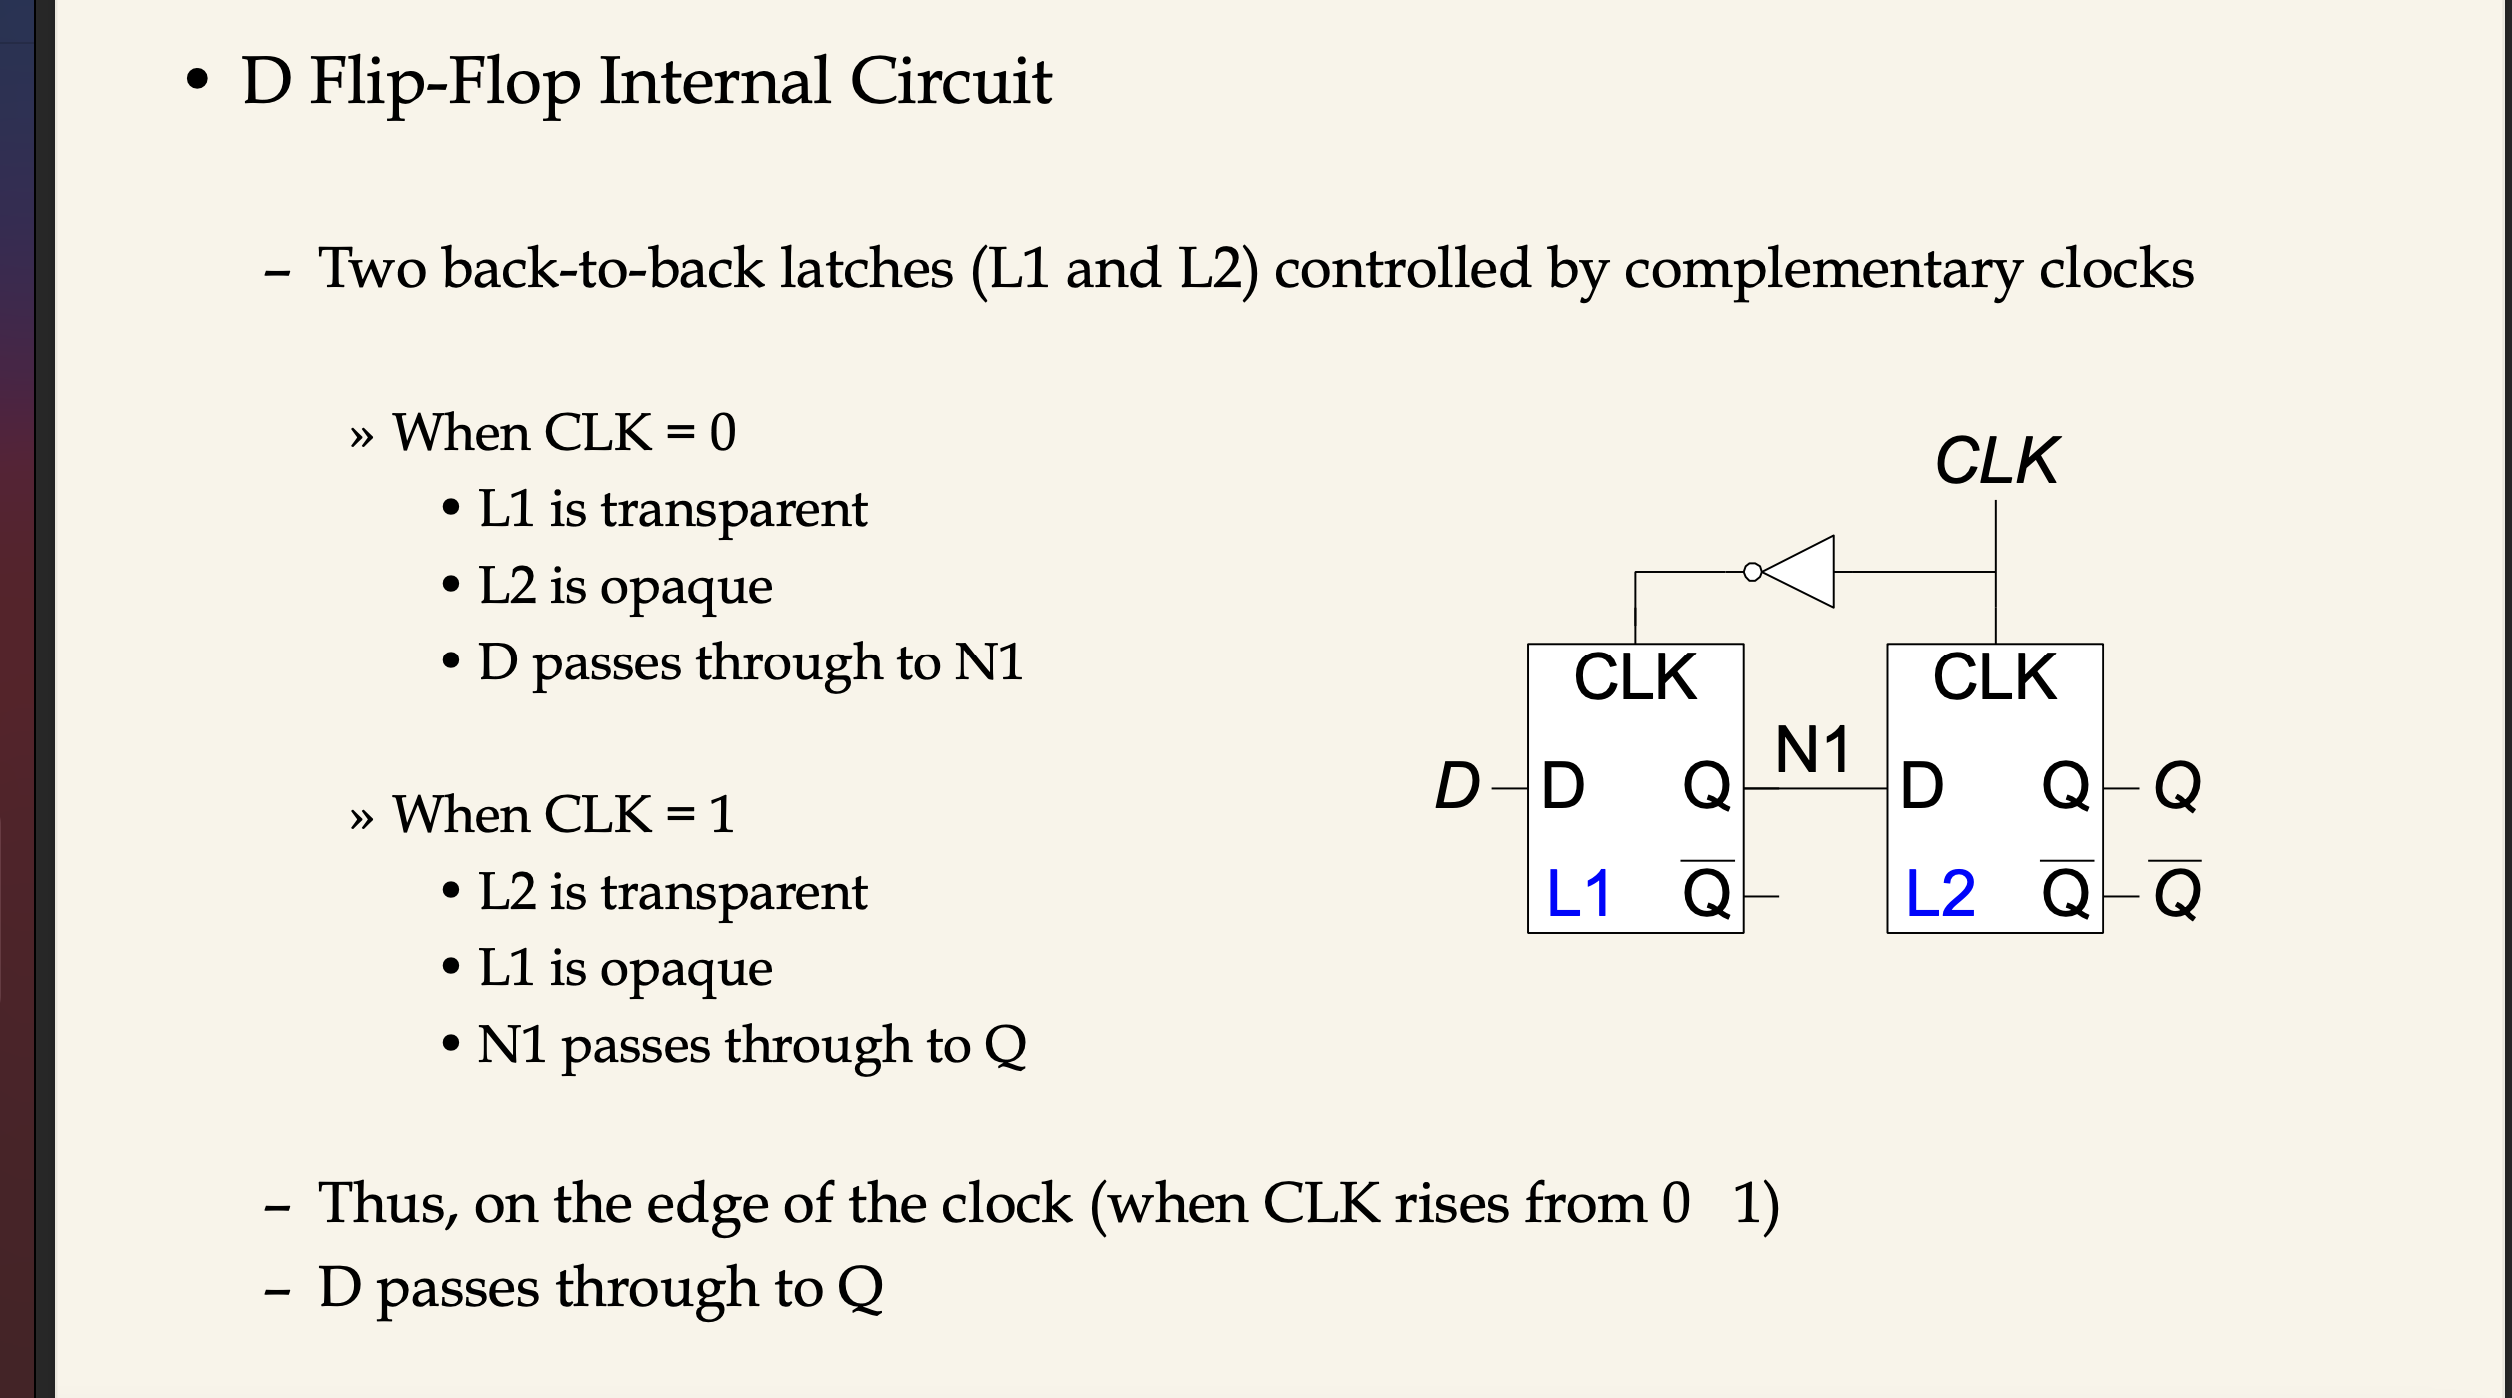 • D Flip-Flop Internal Circuit
– Two back-to-back latches (L1 and L2) controlled by complementary clocks
» When CLK = 0
• L1 is transparent
• L2 is opaque
• D passes through to N1
» When CLK = 1
• L2 is transparent
• L1 is opaque
• N1 passes through to Q
– Thus, on the edge of the clock (when CLK rises from 0 1)
– D passes through to Q
CLK
CLK CLK
N1
D D Q D Q Q
L1 Q̅ L2 Q̅ Q̅